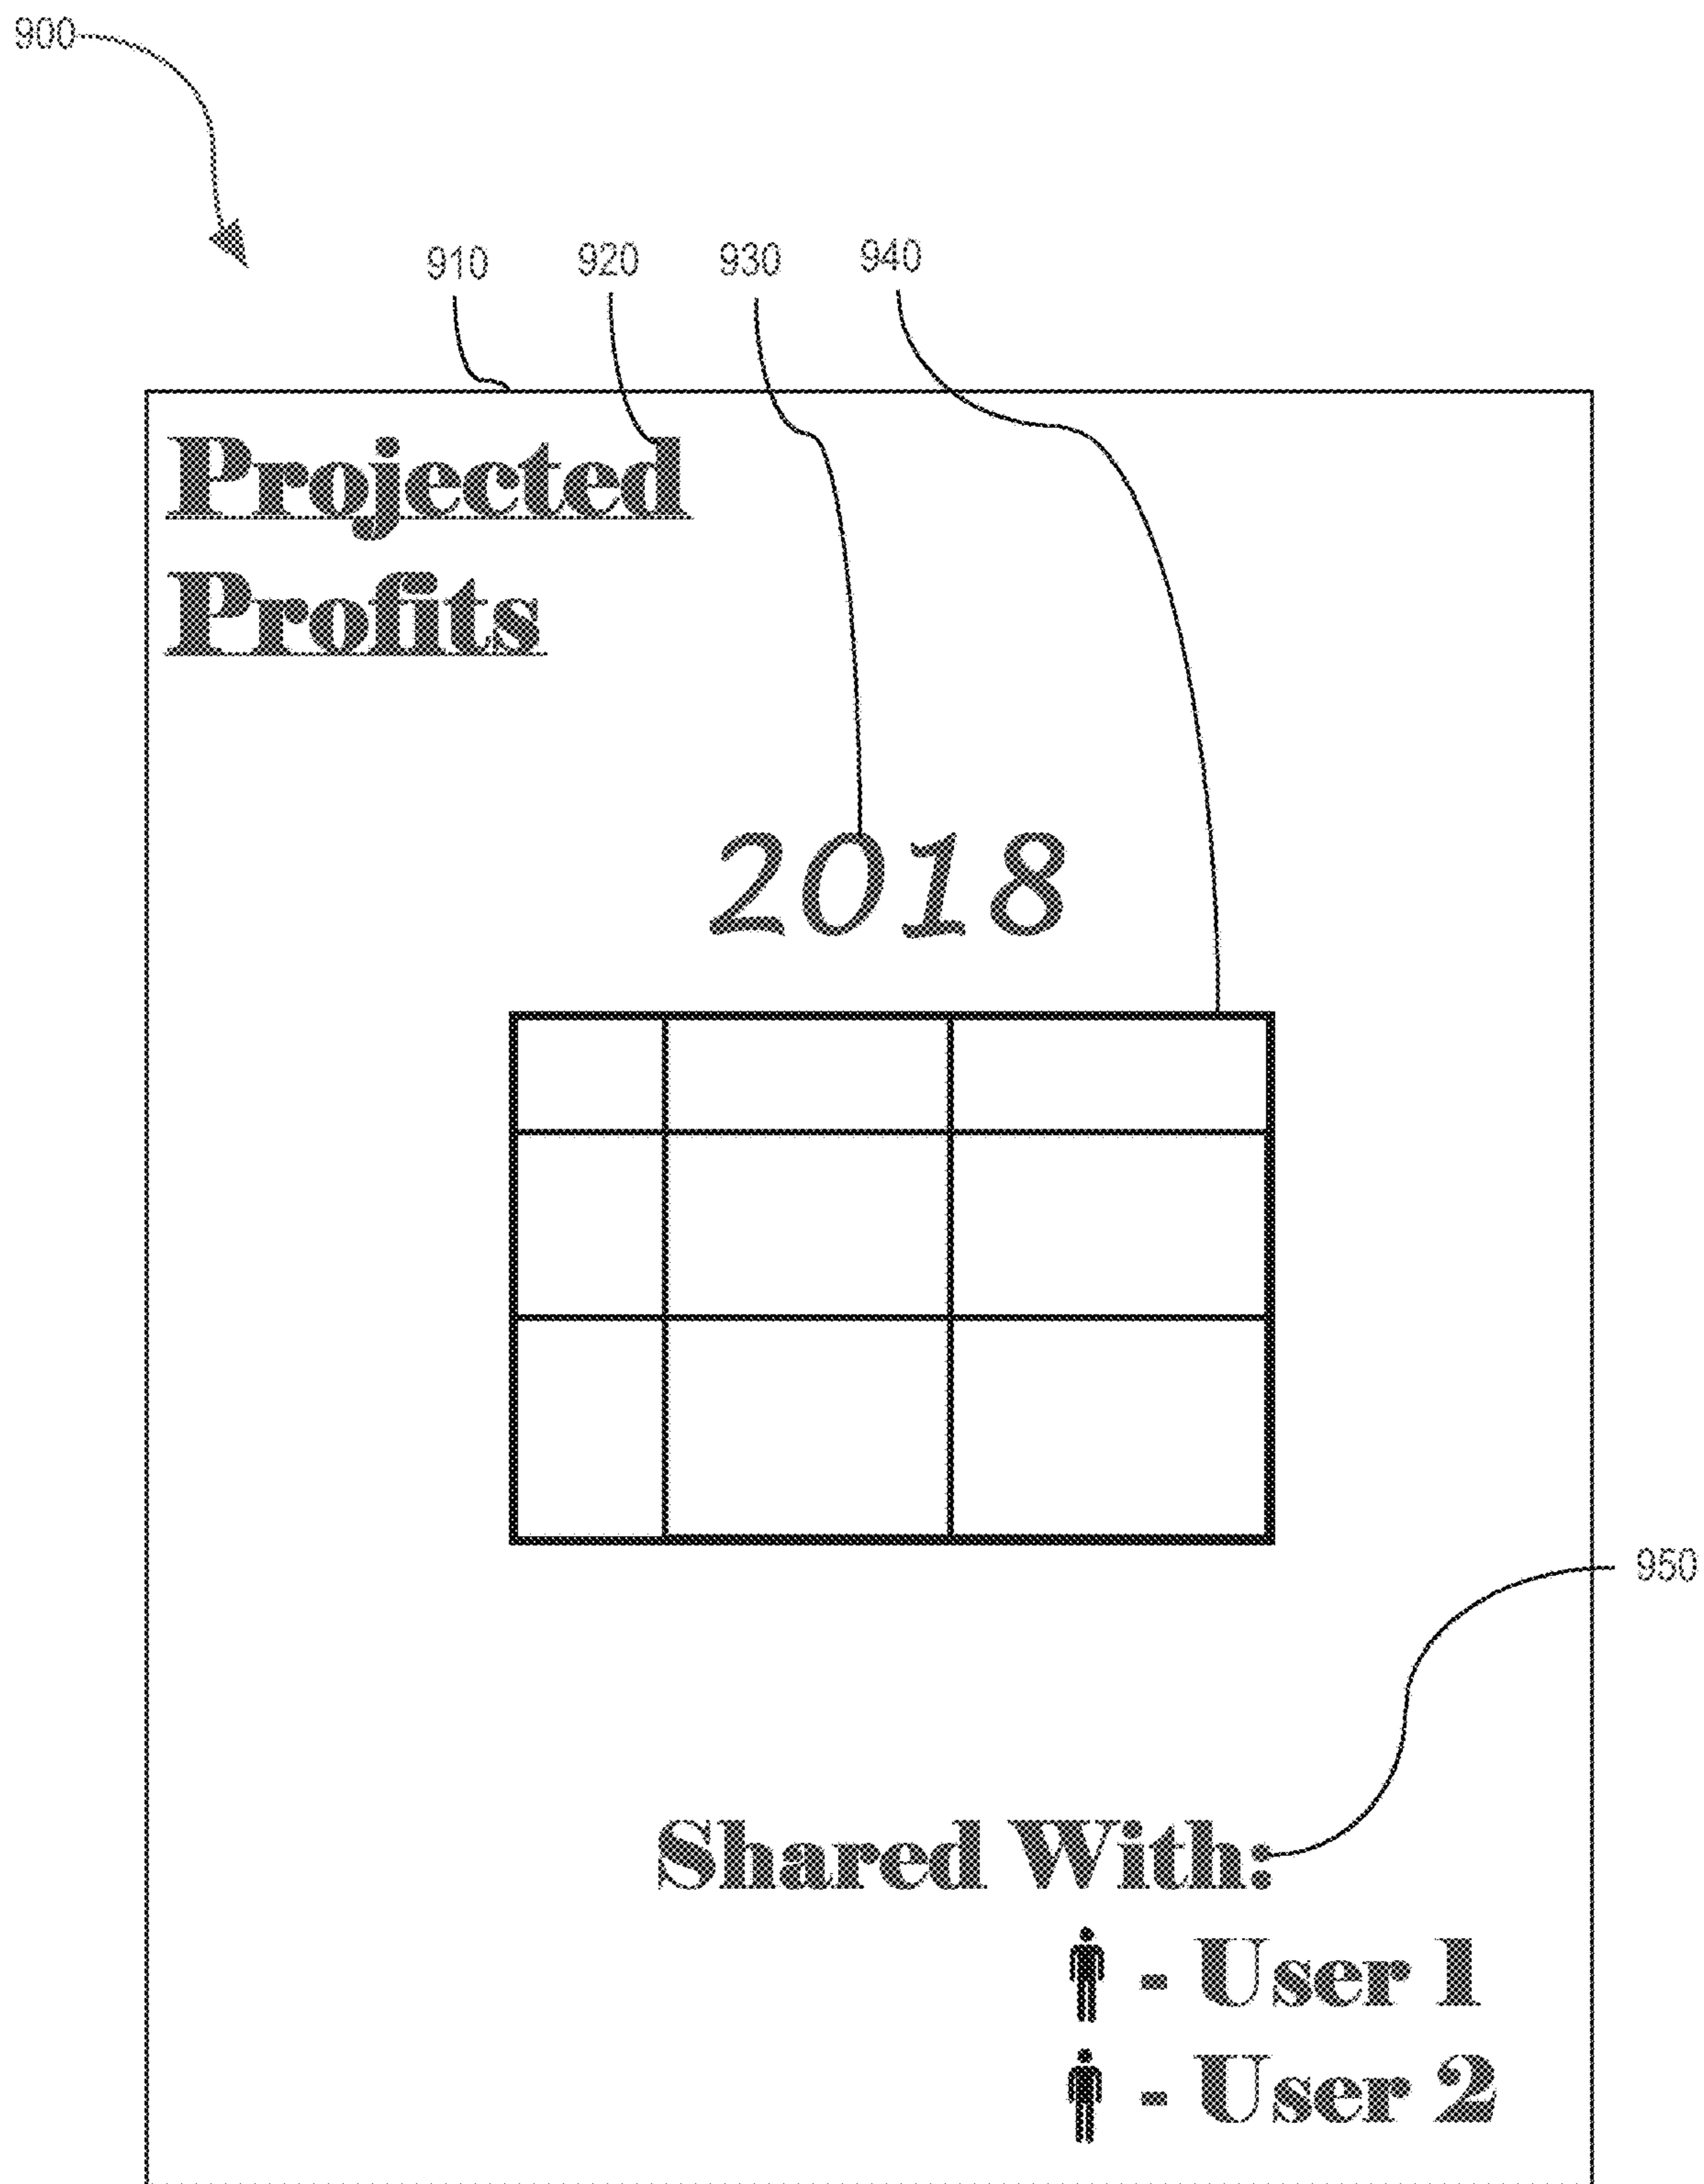 900
910 920 930 940
Projected
Profits
2018
950
Shared With:
- User 1
- User 2